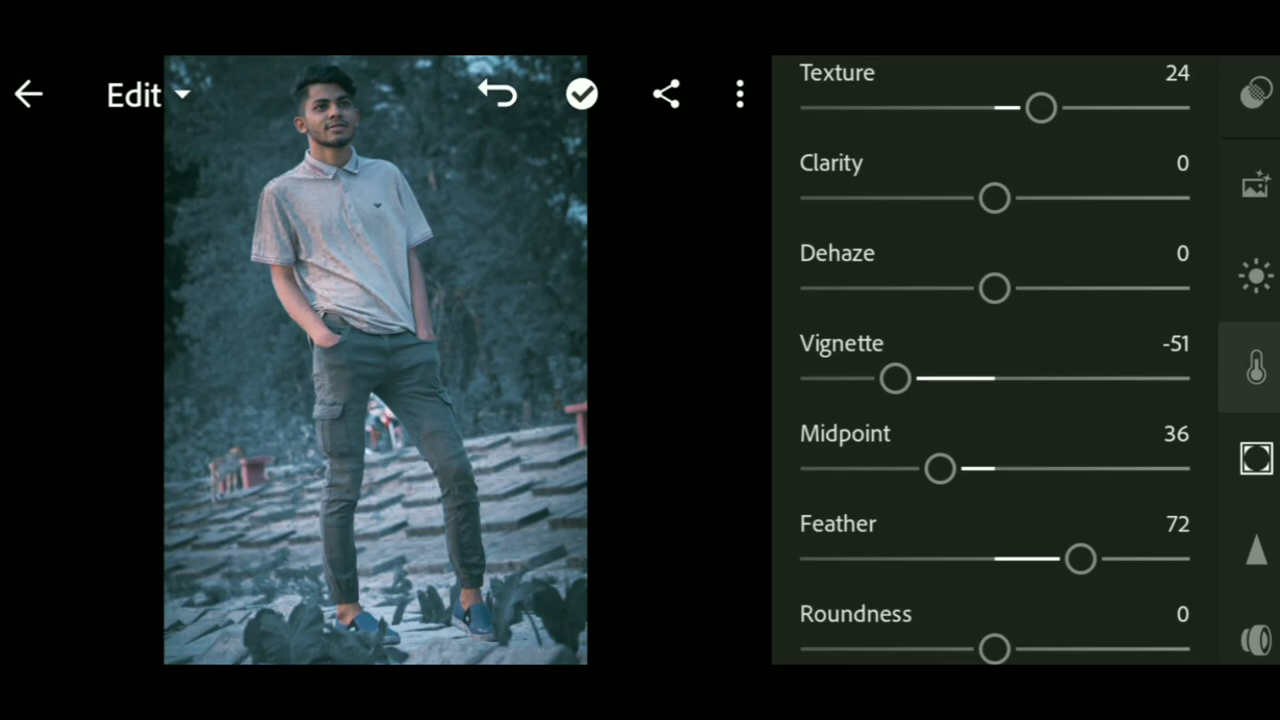 Edit
Texture 24
Clarity 0
Dehaze 0
Vignette -51
Midpoint 36
Feather 72
Roundness 0